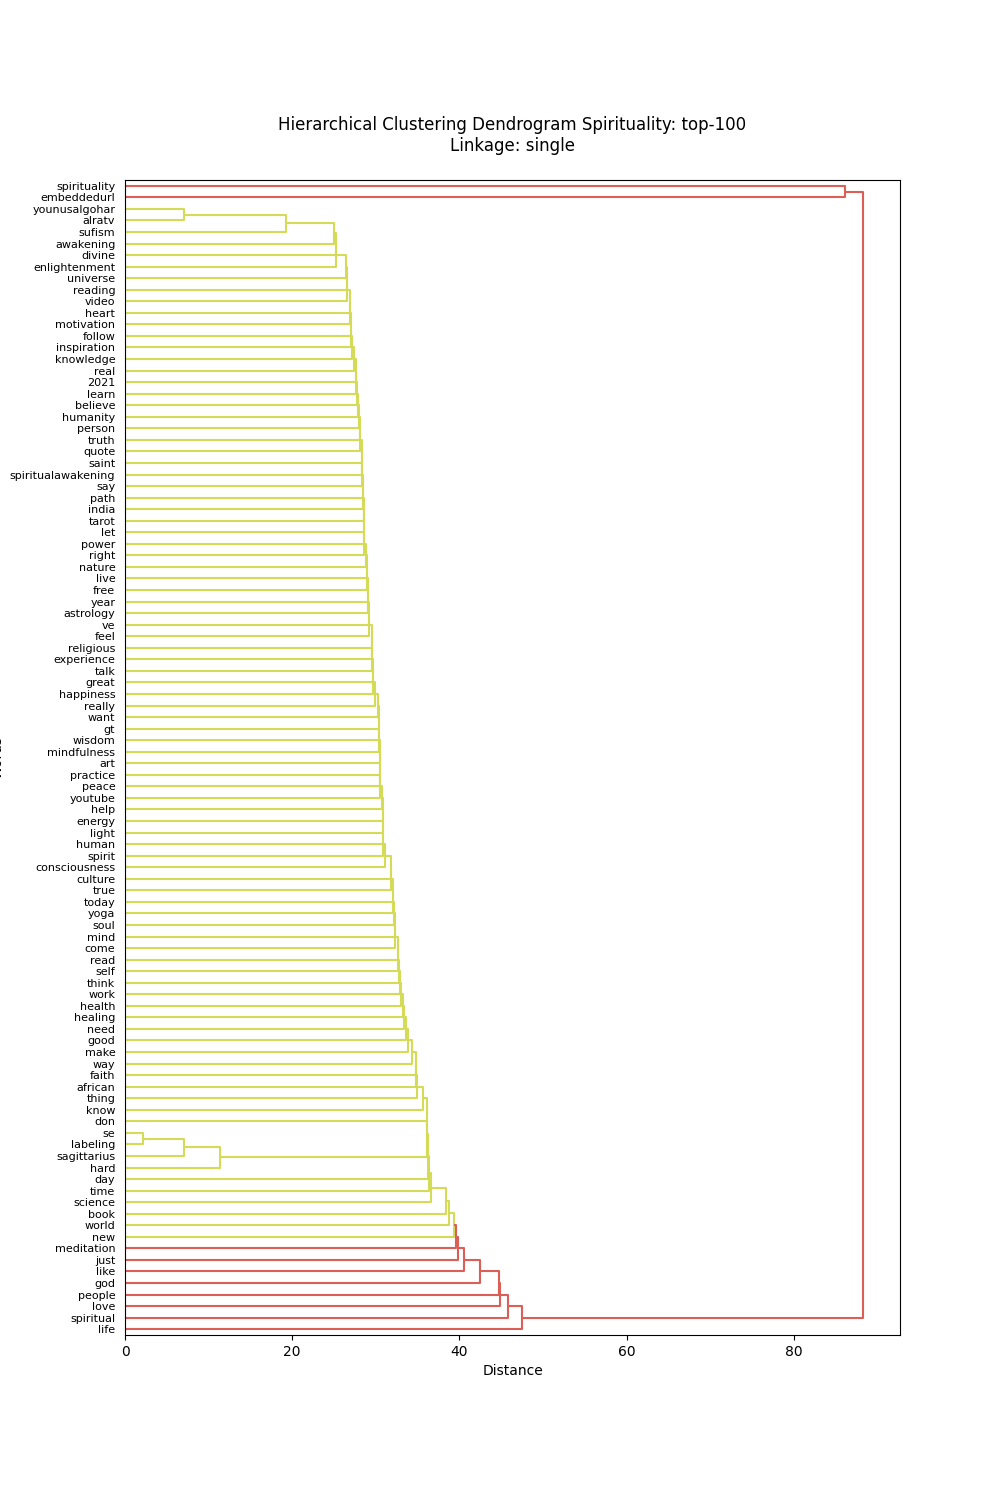 Hierarchical Clustering Dendrogram Spirituality: top-100
Linkage: single
spirituality
embeddedurl
younusalgohar
alratv
sufism
awakening
divine
enlightenment
universe
reading
video
heart
motivation
follow
inspiration
knowledge
real
2021
learn
believe
humanity
person
truth
quote
saint
spiritualawakening
say
path
india
tarot
let
power
right
nature
live
free
year
astrology
ve
feel
religious
experience
talk
great
happiness
really
want
gt
wisdom
mindfulness
art
practice
peace
youtube
help
energy
light
human
spirit
consciousness
culture
true
today
yoga
soul
mind
come
read
self
think
work
health
healing
need
good
make
way
faith
african
thing
know
don
se
labeling
sagittarius
hard
day
time
science
book
world
new
meditation
just
like
god
people
love
spiritual
life
0 20 40 60 80
Distance